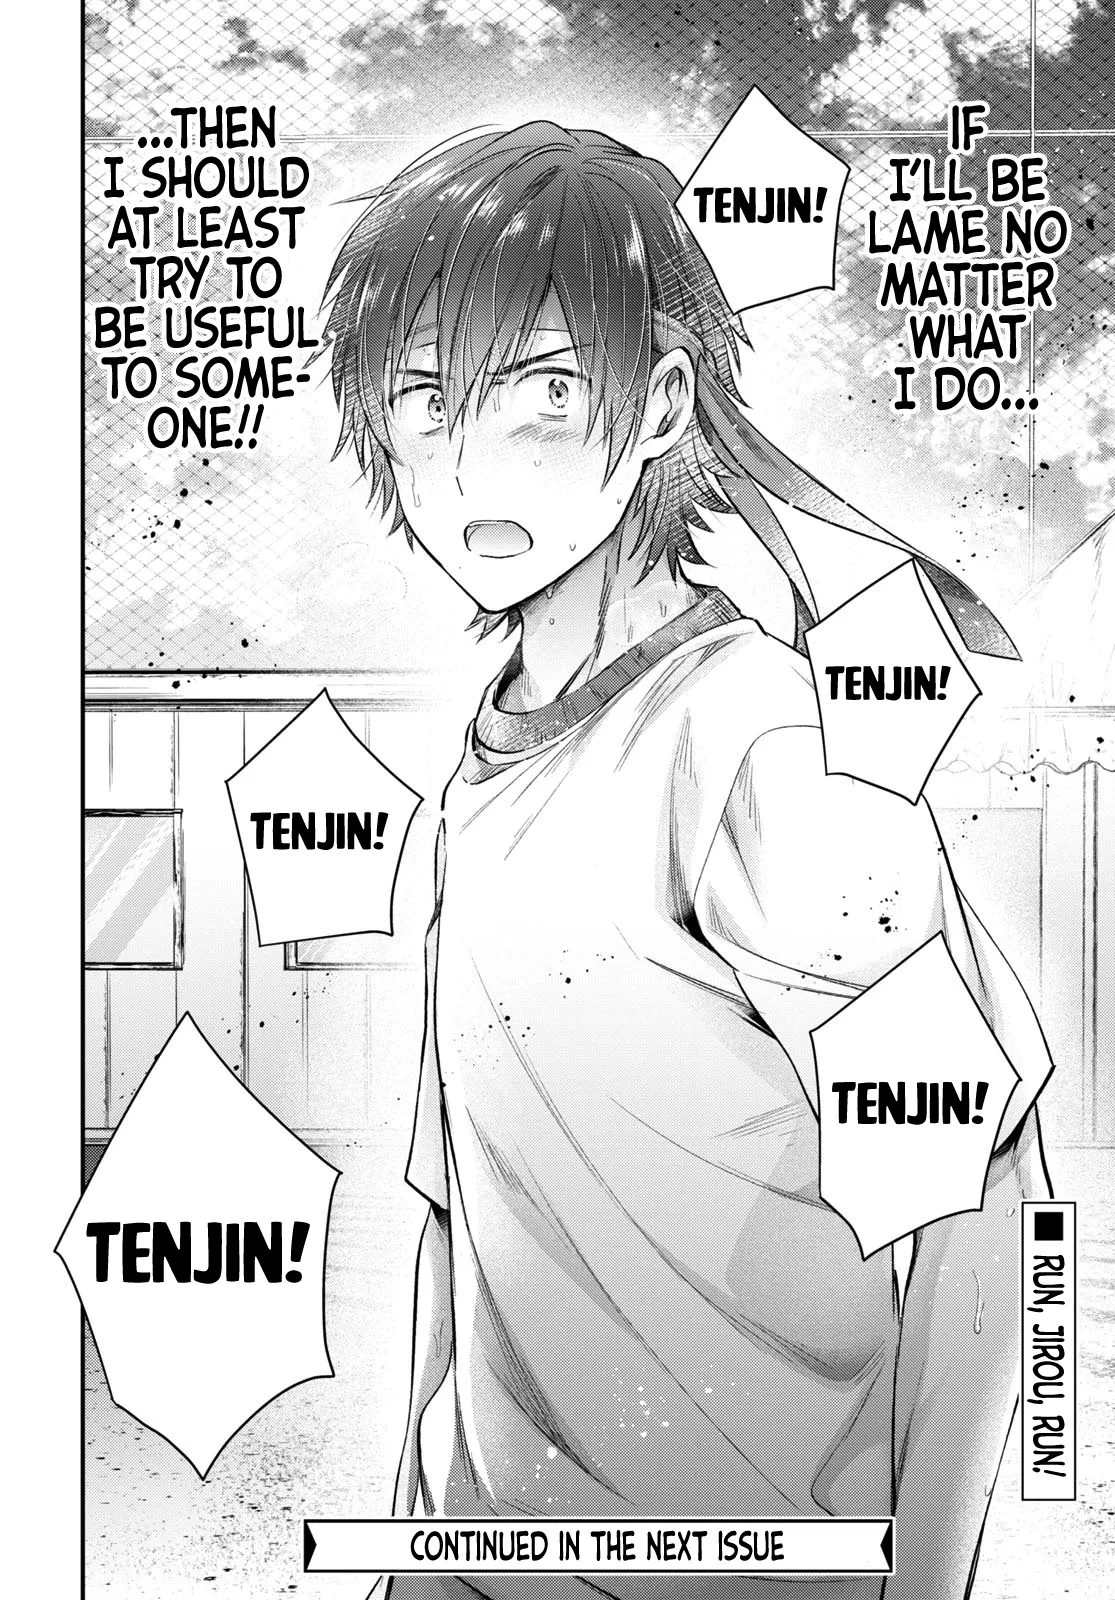 IF
I'LL BE
LAME NO
MATTER
WHAT
I DO...
TENJIN!
...THEN
I SHOULD
AT LEAST
TRY TO
BE USEFUL
TO SOME-
ONE!!
TENJIN!
TENJIN!
TENJIN!
TENJIN!
■ RUN, JIROU, RUN!
CONTINUED IN THE NEXT ISSUE